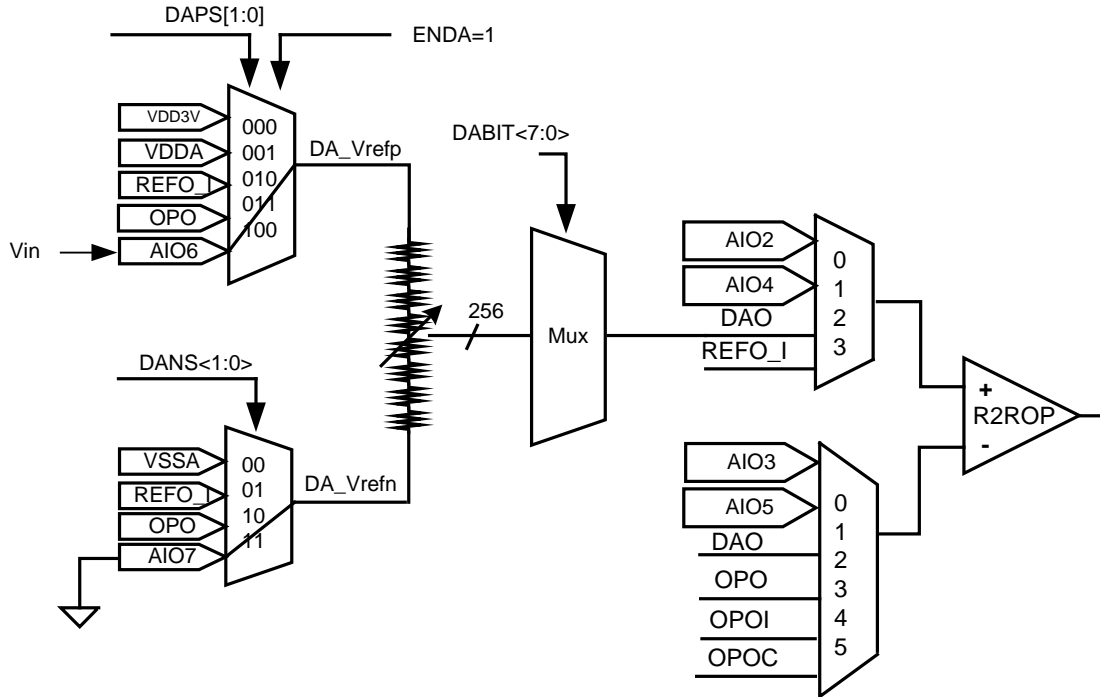 DAPS[1:0]
ENDA=1
VDD3V
VDDA
REFO_I
OPO
AIO6
Vin
000
001
010
011
100
DA_Vrefp
DABIT<7:0>
256
Mux
DANS<1:0>
VSSA
REFO_I
OPO
AIO7
00
01
10
11
DA_Vrefn
AIO2
AIO4
DAO
REFO_I
0
1
2
3
AIO3
AIO5
DAO
OPO
OPOI
OPOC
0
1
2
3
4
5
+
R2ROP
-